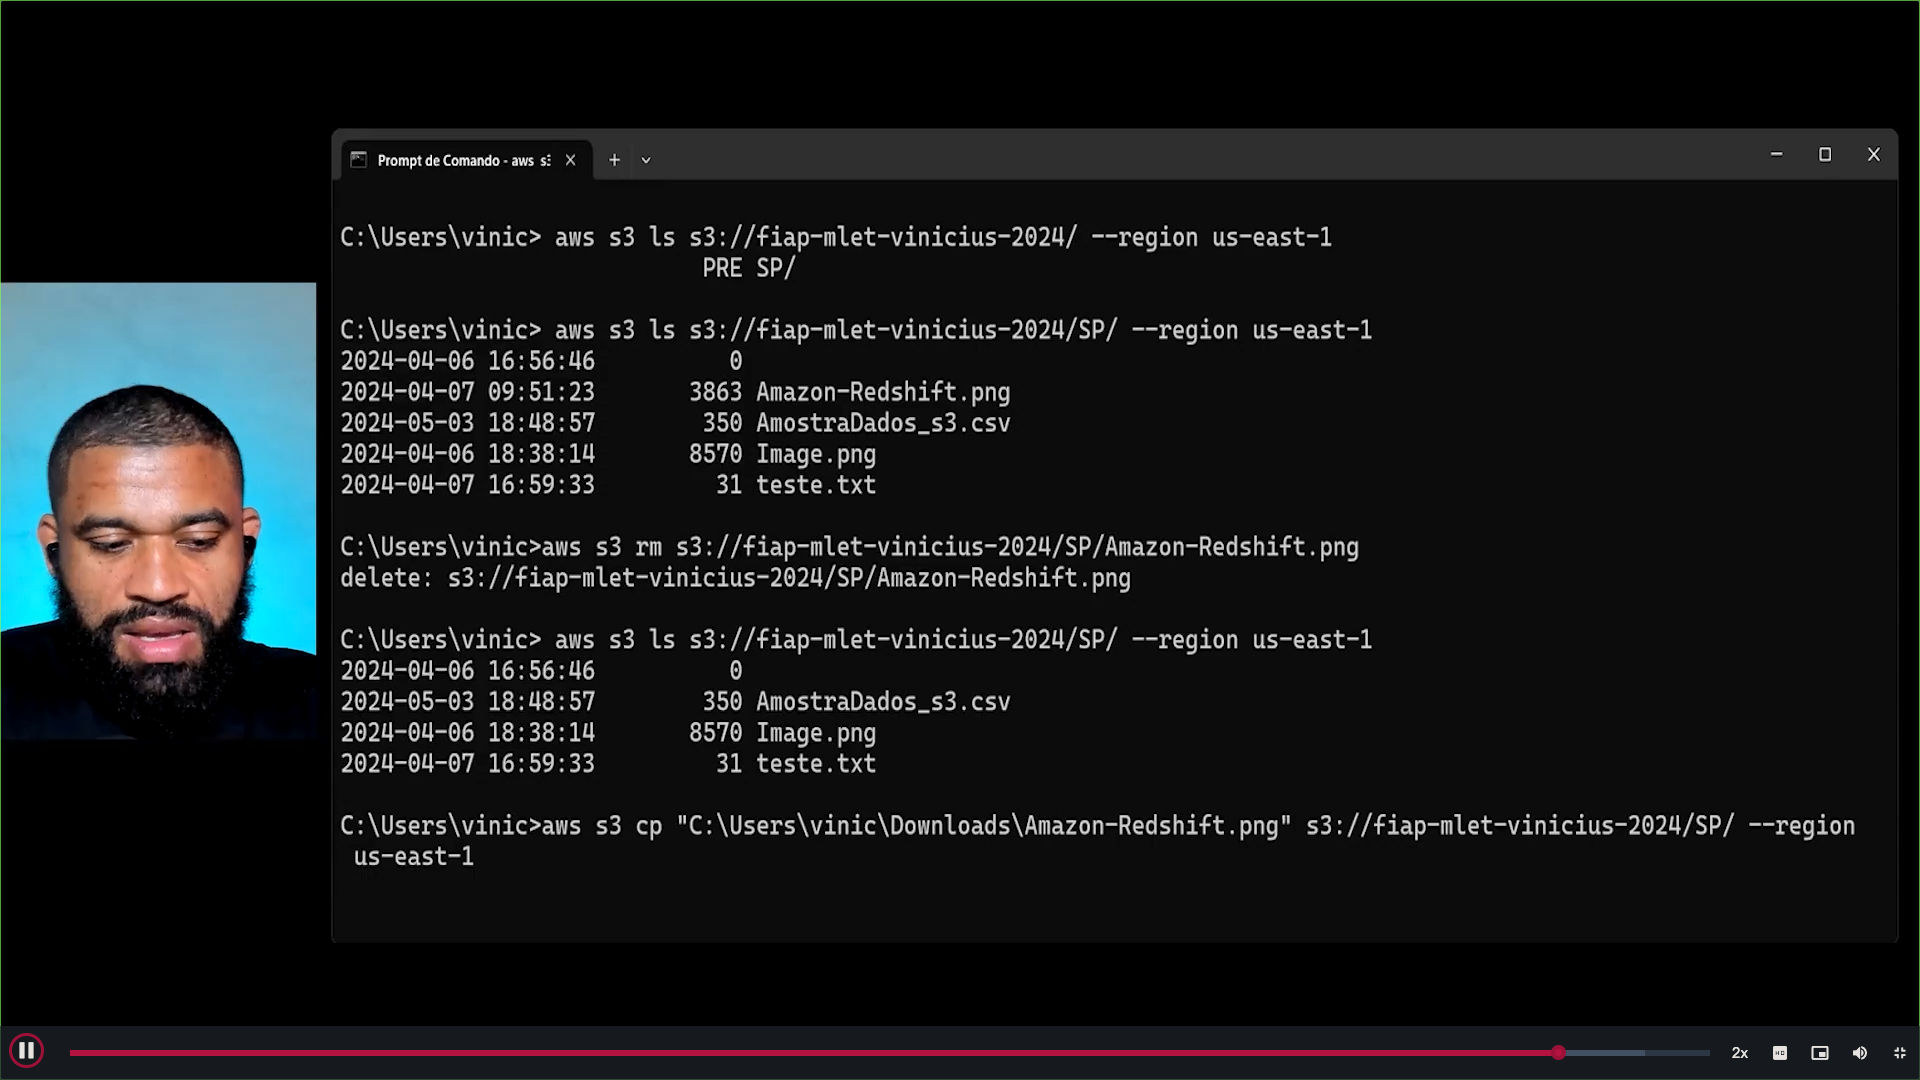 Prompt de Comando - aws s3
C:\Users\vinic> aws s3 ls s3://fiap-mlet-vinicius-2024/ --region us-east-1
PRE SP/
C:\Users\vinic> aws s3 ls s3://fiap-mlet-vinicius-2024/SP/ --region us-east-1
2024-04-06 16:56:46 0
2024-04-07 09:51:23 3863 Amazon-Redshift.png
2024-05-03 18:48:57 350 AmostraDados_s3.csv
2024-04-06 18:38:14 8570 Image.png
2024-04-07 16:59:33 31 teste.txt
C:\Users\vinic>aws s3 rm s3://fiap-mlet-vinicius-2024/SP/Amazon-Redshift.png
delete: s3://fiap-mlet-vinicius-2024/SP/Amazon-Redshift.png
C:\Users\vinic> aws s3 ls s3://fiap-mlet-vinicius-2024/SP/ --region us-east-1
2024-04-06 16:56:46 0
2024-05-03 18:48:57 350 AmostraDados_s3.csv
2024-04-06 18:38:14 8570 Image.png
2024-04-07 16:59:33 31 teste.txt
C:\Users\vinic>aws s3 cp "C:\Users\vinic\Downloads\Amazon-Redshift.png" s3://fiap-mlet-vinicius-2024/SP/ --region
us-east-1
2x
HD